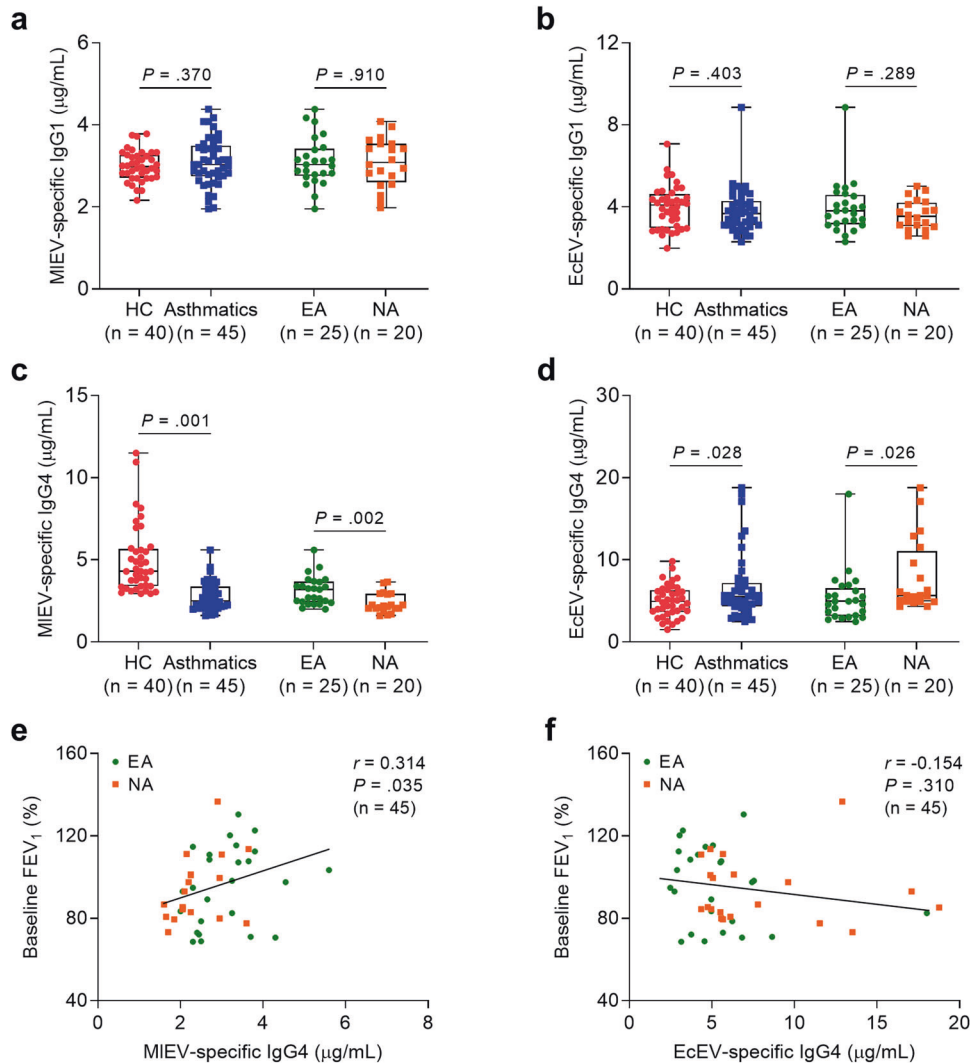 a
MlEV-specific IgG1 (μg/mL)
6
4
2
0
P = .370
P = .910
HC
(n = 40)
Asthmatics
(n = 45)
EA
(n = 25)
NA
(n = 20)
b
EcEV-specific IgG1 (μg/mL)
12
8
4
0
P = .403
P = .289
HC
(n = 40)
Asthmatics
(n = 45)
EA
(n = 25)
NA
(n = 20)
c
MlEV-specific IgG4 (μg/mL)
15
10
5
0
P = .001
P = .002
HC
(n = 40)
Asthmatics
(n = 45)
EA
(n = 25)
NA
(n = 20)
d
EcEV-specific IgG4 (μg/mL)
30
20
10
0
P = .028
P = .026
HC
(n = 40)
Asthmatics
(n = 45)
EA
(n = 25)
NA
(n = 20)
e
Baseline FEV1 (%)
160
120
80
40
EA
NA
r = 0.314
P = .035
(n = 45)
0 2 4 6 8
MlEV-specific IgG4 (μg/mL)
f
Baseline FEV1 (%)
160
120
80
40
EA
NA
r = -0.154
P = .310
(n = 45)
0 5 10 15 20
EcEV-specific IgG4 (μg/mL)